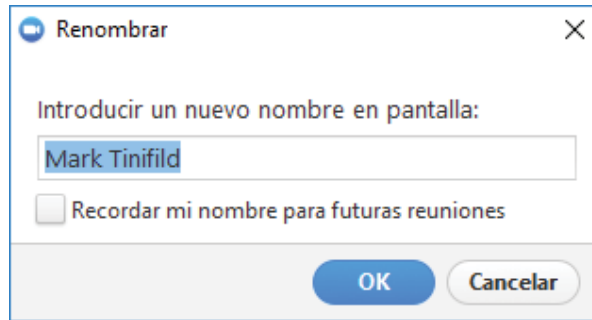 Renombrar
Introducir un nuevo nombre en pantalla:
Mark Tinifild
Recordar mi nombre para futuras reuniones
OK Cancelar